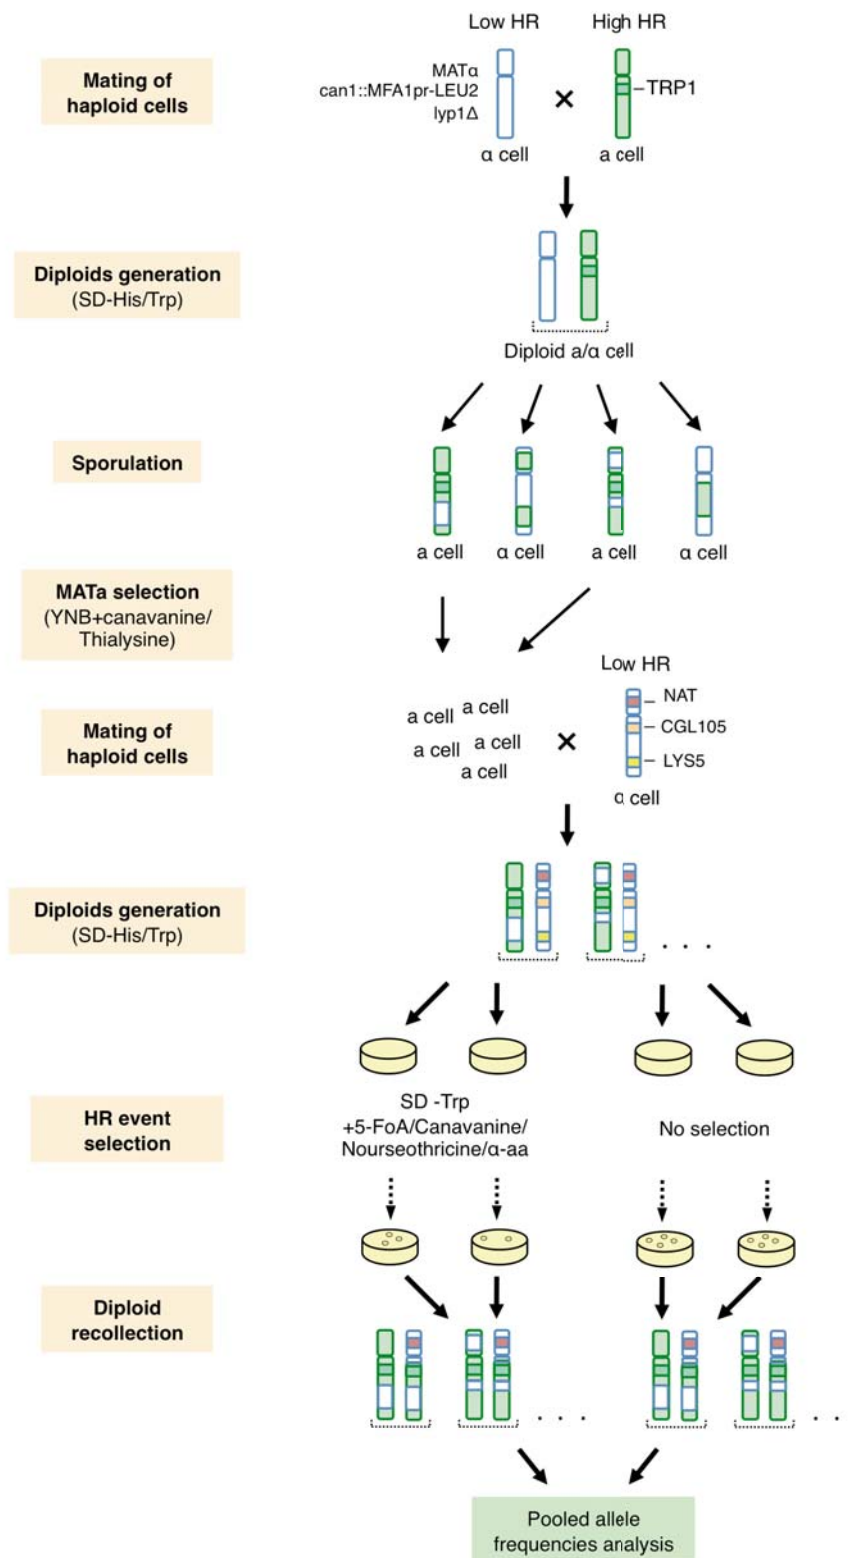 Low HR
High HR
Mating of
haploid cells
MATα
can1::MFA1pr-LEU2
lyp1Δ
×
TRP1
α cell
a cell
Diploids generation
(SD-His/Trp)
Diploid a/α cell
Sporulation
a cell
α cell
a cell
α cell
MATa selection
(YNB+canavanine/
Thialysine)
Low HR
Mating of
haploid cells
a cell
a cell
a cell
a cell
a cell
×
NAT
CGL105
LYS5
α cell
Diploids generation
(SD-His/Trp)
. . .
HR event
selection
SD -Trp
+5-FoA/Canavanine/
Nourseothricine/α-aa
No selection
Diploid
recollection
. . .
. .
Pooled allele
frequencies analysis